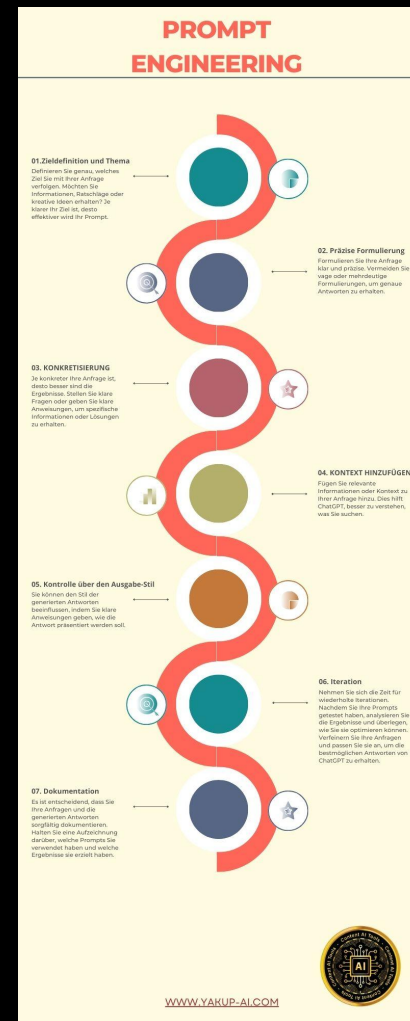 PROMPT
ENGINEERING
01.Zieldefinition und Thema
Definieren Sie genau, welches
Ziel Sie mit Ihrer Anfrage
verfolgen. Möchten Sie
Informationen, Ratschläge oder
kreative Ideen erhalten? Je
klarer Ihr Ziel ist, desto
effektiver wird Ihr Prompt.
02. Präzise Formulierung
Formulieren Sie Ihre Anfrage
klar und präzise. Vermeiden Sie
vage oder mehrdeutige
Formulierungen, um genaue
Antworten zu erhalten.
03. KONKRETISIERUNG
Je konkreter Ihre Anfrage ist,
desto besser sind die
Ergebnisse. Stellen Sie klare
Fragen oder geben Sie klare
Anweisungen, um spezifische
Informationen oder Lösungen
zu erhalten.
04. KONTEXT HINZUFÜGEN
Fügen Sie relevante
Informationen oder Kontext zu
Ihrer Anfrage hinzu. Dies hilft
ChatGPT, besser zu verstehen,
was Sie suchen.
05. Kontrolle über den Ausgabe-Stil
Sie können den Stil der
generierten Antworten
beeinflussen, indem Sie klare
Anweisungen geben, wie die
Antwort präsentiert werden soll.
06. Iteration
Nehmen Sie sich die Zeit für
wiederholte Iterationen.
Nachdem Sie Ihre Prompts
getestet haben, analysieren Sie
die Ergebnisse und überlegen,
wie Sie sie optimieren können.
Verfeinern Sie Ihre Anfragen
und passen Sie sie an, um die
bestmöglichen Antworten von
ChatGPT zu erhalten.
07. Dokumentation
Es ist entscheidend, dass Sie
Ihre Anfragen und die
generierten Antworten
sorgfältig dokumentieren.
Halten Sie eine Aufzeichnung
darüber, welche Prompts Sie
verwendet haben und welche
Ergebnisse sie erzielt haben.
Content AI Tools
AI
WWW.YAKUP-AI.COM